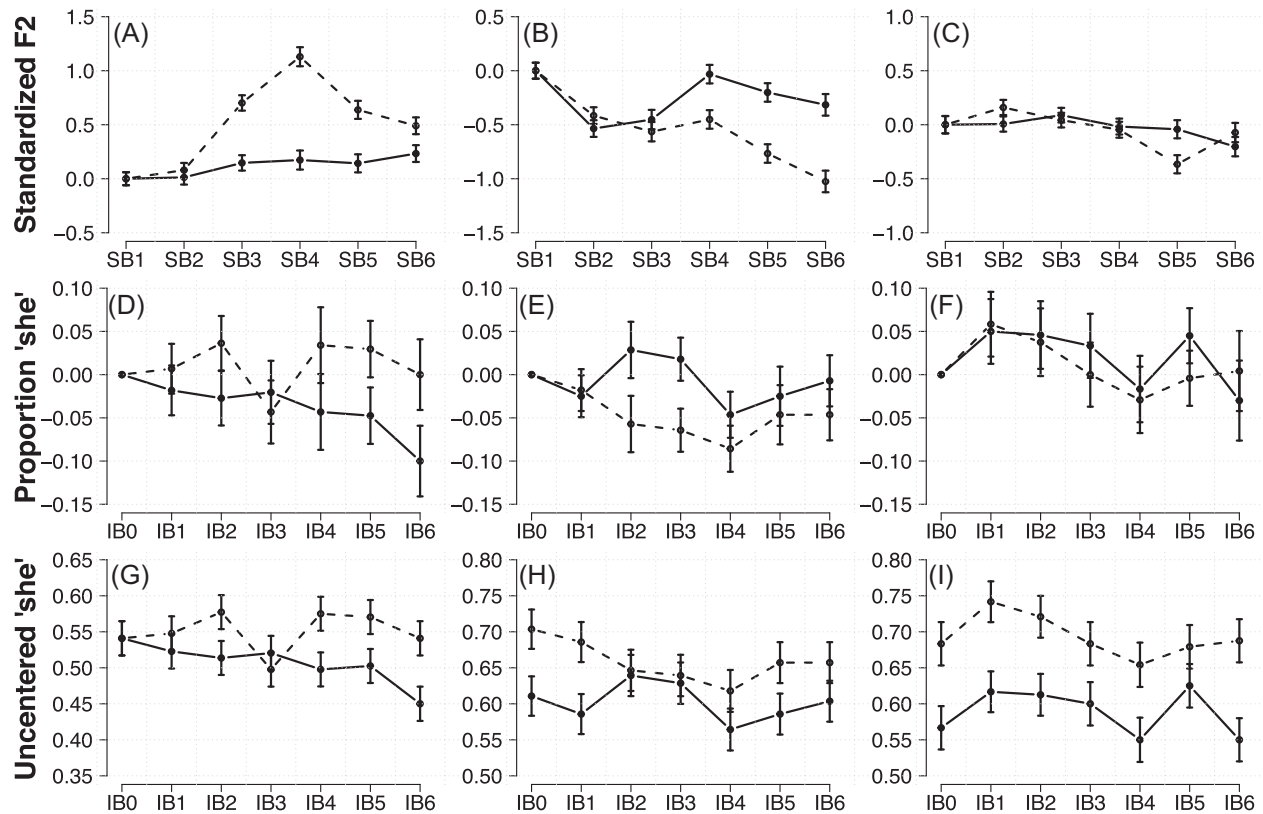 Standardized F2
(A)
1.5
1.0
0.5
0.0
−0.5
SB1 SB2 SB3 SB4 SB5 SB6
(B)
0.5
0.0
−0.5
−1.0
−1.5
SB1 SB2 SB3 SB4 SB5 SB6
(C)
1.0
0.5
0.0
−0.5
−1.0
SB1 SB2 SB3 SB4 SB5 SB6
Proportion 'she'
(D)
0.10
0.05
0.00
−0.05
−0.10
−0.15
IB0 IB1 IB2 IB3 IB4 IB5 IB6
(E)
0.10
0.05
0.00
−0.05
−0.10
−0.15
IB0 IB1 IB2 IB3 IB4 IB5 IB6
(F)
0.10
0.05
0.00
−0.05
−0.10
−0.15
IB0 IB1 IB2 IB3 IB4 IB5 IB6
Uncentered 'she'
(G)
0.65
0.60
0.55
0.50
0.45
0.40
0.35
IB0 IB1 IB2 IB3 IB4 IB5 IB6
(H)
0.80
0.75
0.70
0.65
0.60
0.55
0.50
IB0 IB1 IB2 IB3 IB4 IB5 IB6
(I)
0.80
0.75
0.70
0.65
0.60
0.55
0.50
IB0 IB1 IB2 IB3 IB4 IB5 IB6